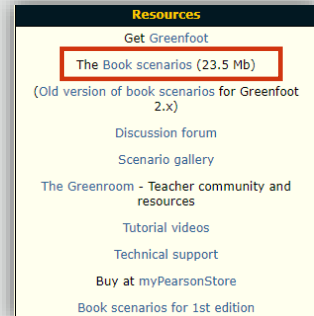 Resources
Get Greenfoot
The Book scenarios (23.5 Mb)
(Old version of book scenarios for Greenfoot
2.x)
Discussion forum
Scenario gallery
The Greenroom - Teacher community and
resources
Tutorial videos
Technical support
Buy at myPearsonStore
Book scenarios for 1st edition